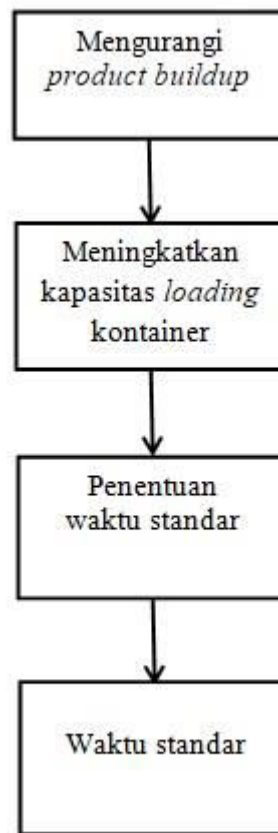 Mengurangi
product buildup
Meningkatkan
kapasitas loading
kontainer
Penentuan
waktu standar
Waktu standar